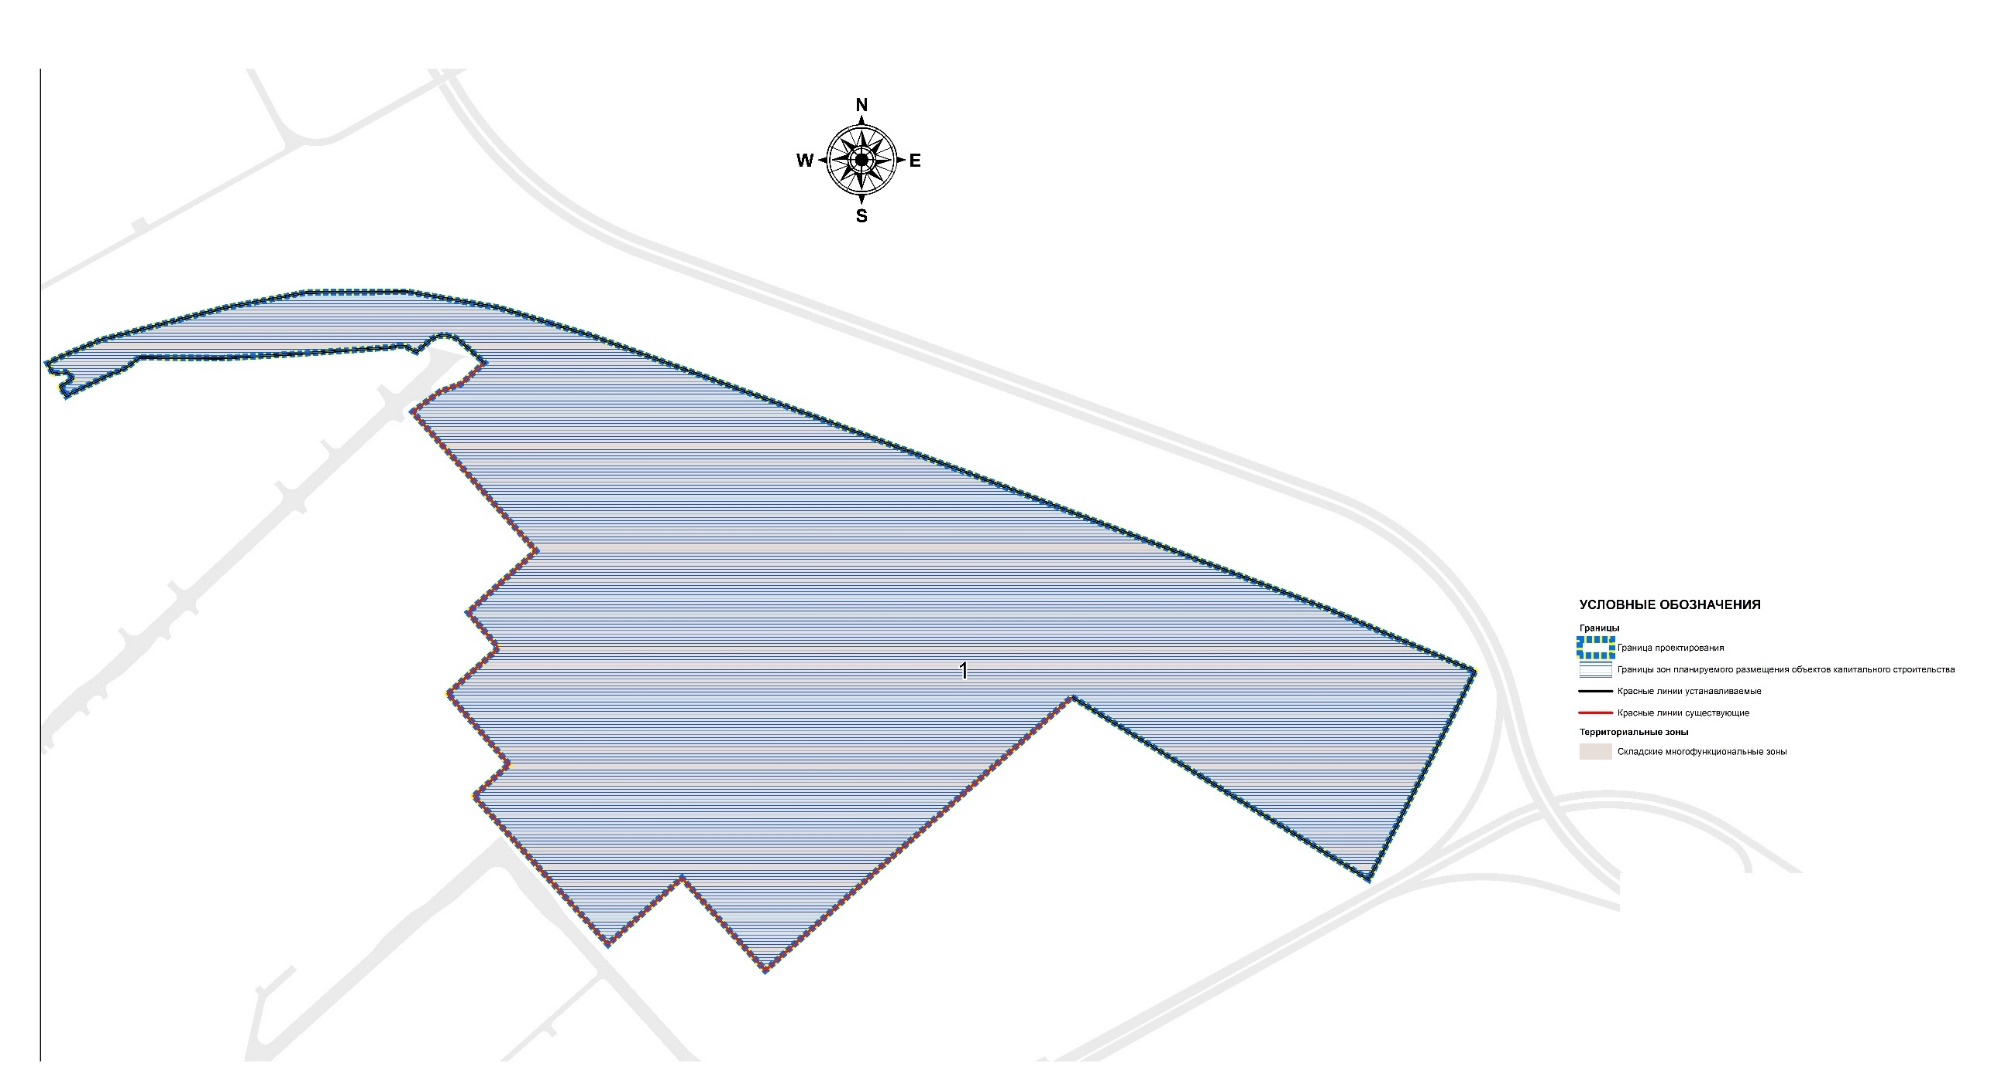 N
W E
S
1
УСЛОВНЫЕ ОБОЗНАЧЕНИЯ
Границы
Граница проектирования
Границы зон планируемого размещения объектов капитального строительства
Красные линии устанавливаемые
Красные линии существующие
Территориальные зоны
Складские многофункциональные зоны